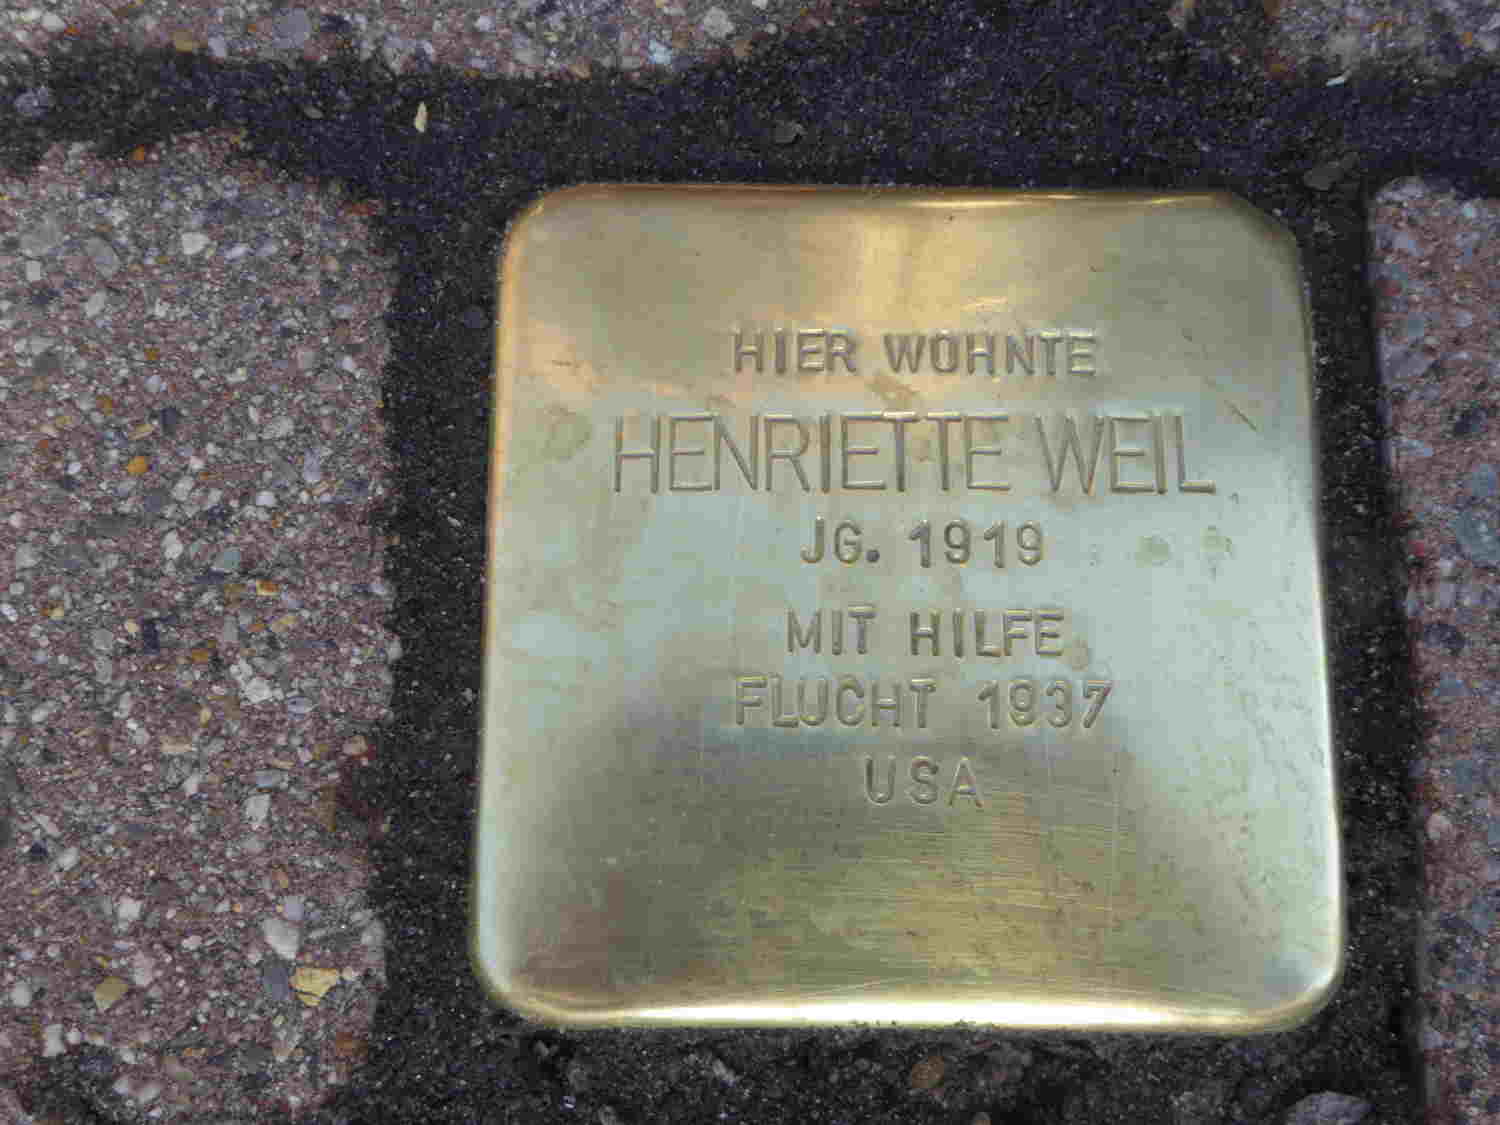 HIER WOHNTE
HENRIETTE WEIL
JG. 1919
MIT HILFE
FLUCHT 1937
USA